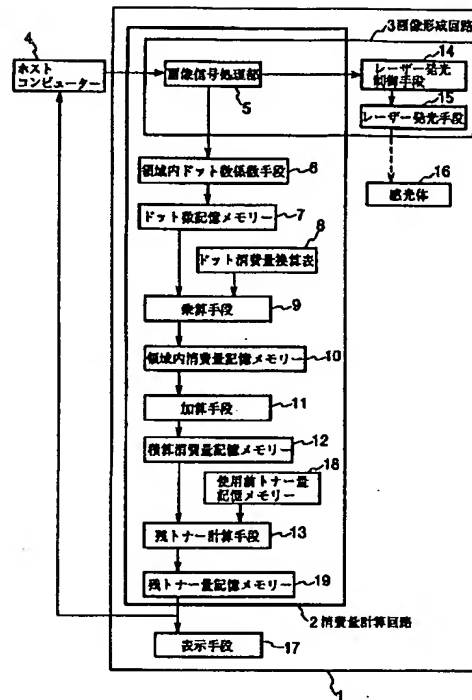 3画像形成回路
4
ホスト
コンピューター
画像信号処理部
5
14
レーザー発光
制御手段
15
レーザー発光手段
16
感光体
領域内ドット数係数手段
6
ドット数記憶メモリー
7
8
ドット消費量換算表
乗算手段
9
領域内消費量記憶メモリー
10
加算手段
11
積算消費量記憶メモリー
12
18
使用前トナー量
記憶メモリー
残トナー計算手段
13
残トナー量記憶メモリー
19
2消費量計算回路
表示手段
17
1